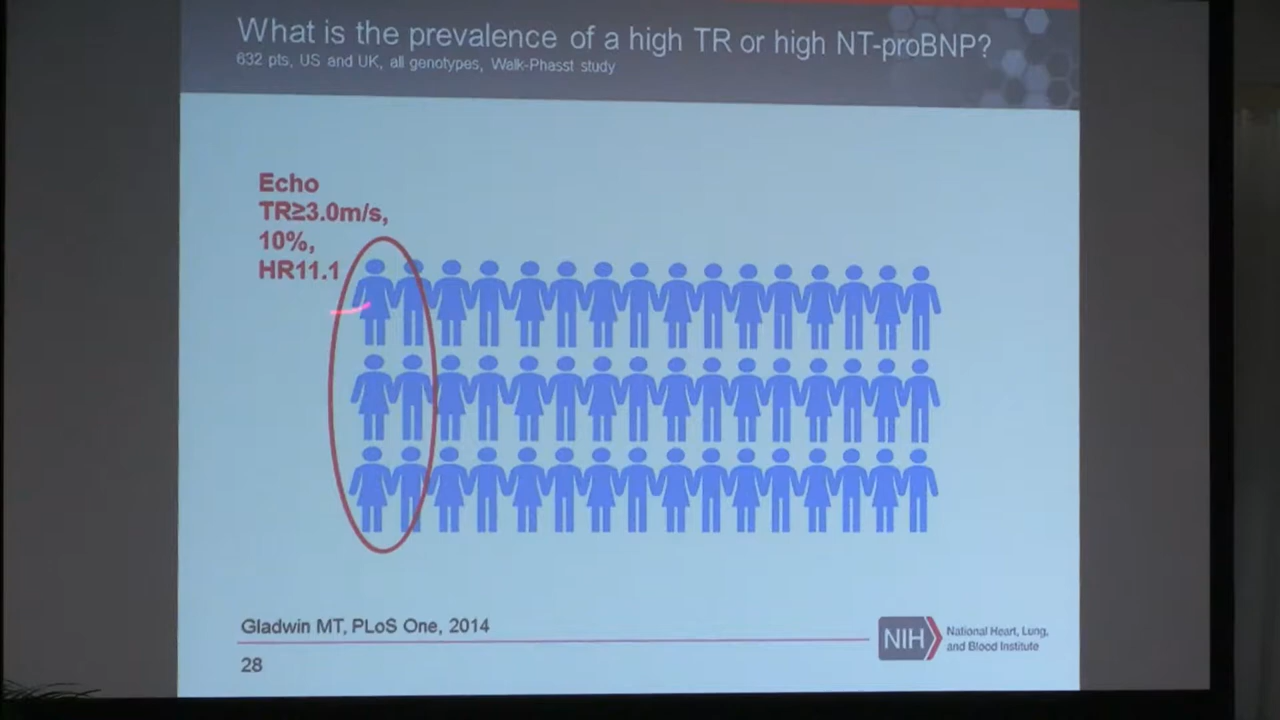 What is the prevalence of a high TR or high NT-proBNP?
632 pts, US and UK, all genotypes, Walk-Phasst study
Echo
TR≥3.0m/s,
10%,
HR11.1
Gladwin MT, PLoS One, 2014
28
NIH
National Heart, Lung,
and Blood Institute